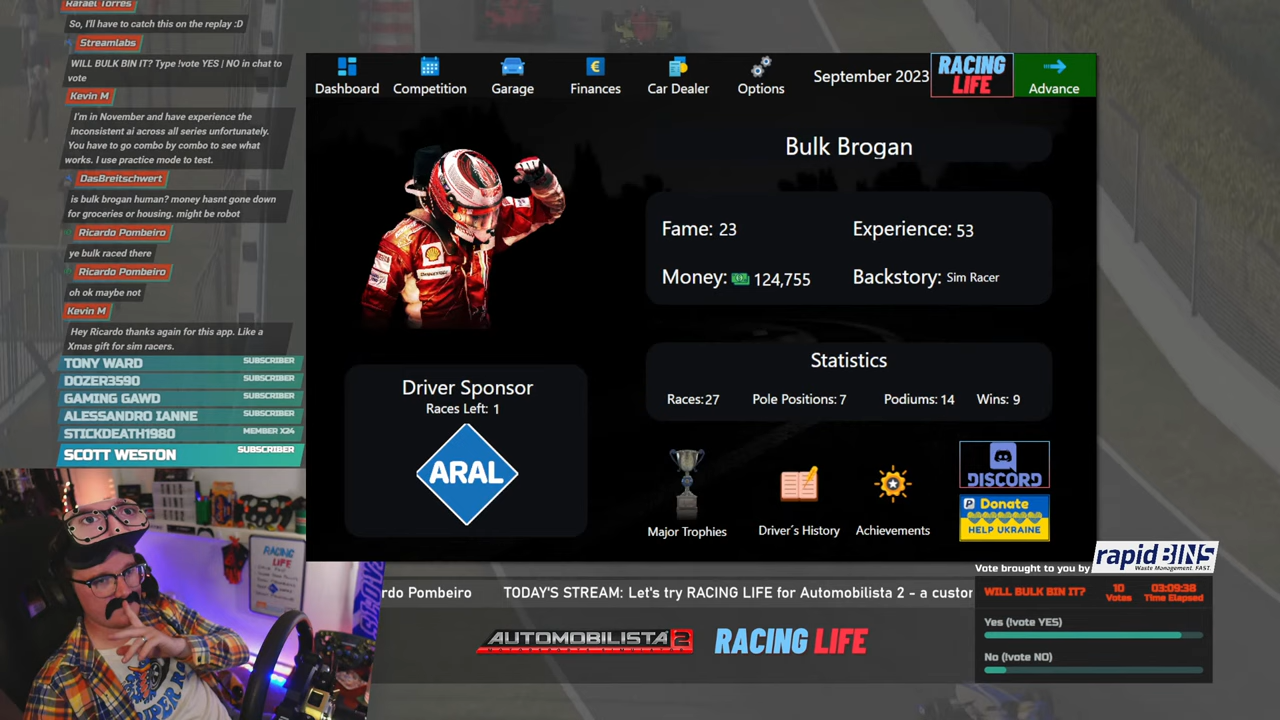 Rafael Torres
So, I'll have to catch this on the replay :D
Streamlabs
WILL BULK BIN IT? Type !vote YES | NO in chat to
vote
Kevin M
I'm in November and have experience the
inconsistent ai across all series unfortunately.
You have to go combo by combo to see what
works. I use practice mode to test.
DasBreitschwert
is bulk brogan human? money hasnt gone down
for groceries or housing. might be robot
Ricardo Pombeiro
ye bulk raced there
Ricardo Pombeiro
oh ok maybe not
Kevin M
Hey Ricardo thanks again for this app. Like a
Xmas gift for sim racers.
TONY WARD SUBSCRIBER
DOZER3590 SUBSCRIBER
GAMING GAWD SUBSCRIBER
ALESSANDRO IANNE SUBSCRIBER
STICKDEATH1980 MEMBER X24
SCOTT WESTON SUBSCRIBER
Dashboard
Competition
Garage
Finances
Car Dealer
Options
September 2023
RACING
LIFE
Advance
Bulk Brogan
Fame: 23
Experience: 53
Money: 124,755
Backstory: Sim Racer
Driver Sponsor
Races Left: 1
ARAL
Statistics
Races:27
Pole Positions: 7
Podiums: 14
Wins: 9
Major Trophies
Driver´s History
Achievements
DISCORD
Donate
HELP UKRAINE
RACING
LIFE
ARAL
rdo Pombeiro TODAY'S STREAM: Let's try RACING LIFE for Automobilista 2 - a custor
AUTOMOBILISTA 2
RACING LIFE
Vote brought to you by
rapidBINS
Waste Management. FAST.
WILL BULK BIN IT?
10
Votes
03:09:38
Time Elapsed
Yes (!vote YES)
No (!vote NO)